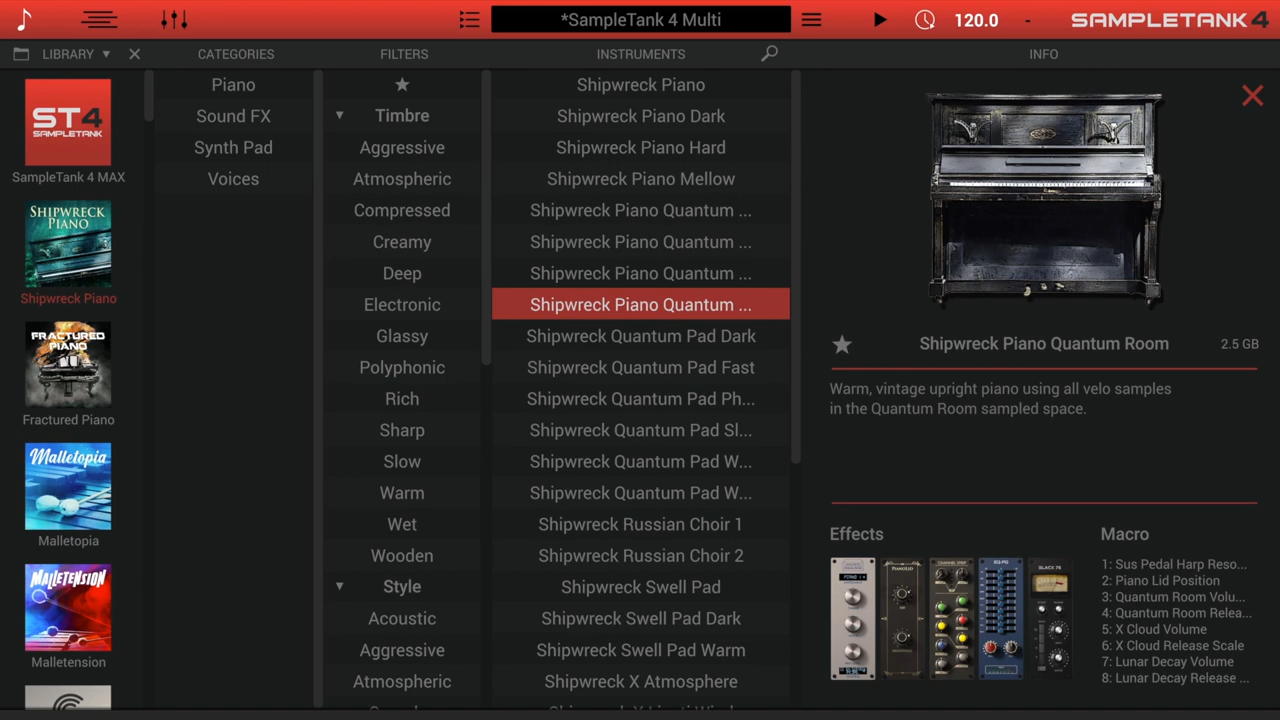 *SampleTank 4 Multi
120.0
-
SAMPLETANK 4
LIBRARY
CATEGORIES
FILTERS
INSTRUMENTS
INFO
ST4
SAMPLETANK
SampleTank 4 MAX
SHIPWRECK
PIANO
Shipwreck Piano
FRACTURED
PIANO
Fractured Piano
Malletopia
Malletopia
MALLETENSION
Malletension
Piano
Sound FX
Synth Pad
Voices
Timbre
Aggressive
Atmospheric
Compressed
Creamy
Deep
Electronic
Glassy
Polyphonic
Rich
Sharp
Slow
Warm
Wet
Wooden
Style
Acoustic
Aggressive
Atmospheric
Shipwreck Piano
Shipwreck Piano Dark
Shipwreck Piano Hard
Shipwreck Piano Mellow
Shipwreck Piano Quantum ...
Shipwreck Piano Quantum ...
Shipwreck Piano Quantum ...
Shipwreck Piano Quantum ...
Shipwreck Quantum Pad Dark
Shipwreck Quantum Pad Fast
Shipwreck Quantum Pad Ph...
Shipwreck Quantum Pad Sl...
Shipwreck Quantum Pad W...
Shipwreck Quantum Pad W...
Shipwreck Russian Choir 1
Shipwreck Russian Choir 2
Shipwreck Swell Pad
Shipwreck Swell Pad Dark
Shipwreck Swell Pad Warm
Shipwreck X Atmosphere
Shipwreck Piano Quantum Room
2.5 GB
Warm, vintage upright piano using all velo samples
in the Quantum Room sampled space.
Effects
PIANOLID
CHANNEL STRIP
EQ-PG
BLACK 76
Macro
1: Sus Pedal Harp Reso...
2: Piano Lid Position
3: Quantum Room Volu...
4: Quantum Room Relea...
5: X Cloud Volume
6: X Cloud Release Scale
7: Lunar Decay Volume
8: Lunar Decay Release ...